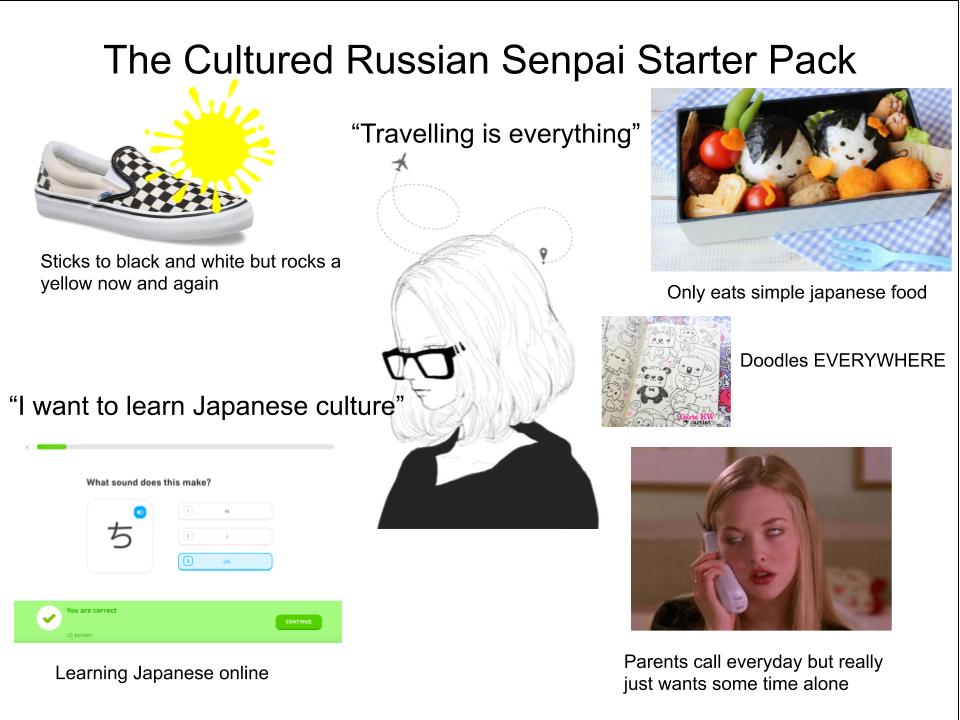 The Cultured Russian Senpai Starter Pack
“Travelling is everything”
Sticks to black and white but rocks a
yellow now and again
Only eats simple japanese food
Doodles EVERYWHERE
“I want to learn Japanese culture”
What sound does this make?
ち
1
2
3
chi
You are correct
REPORT
CONTINUE
Learning Japanese online
artist
Parents call everyday but really
just wants some time alone